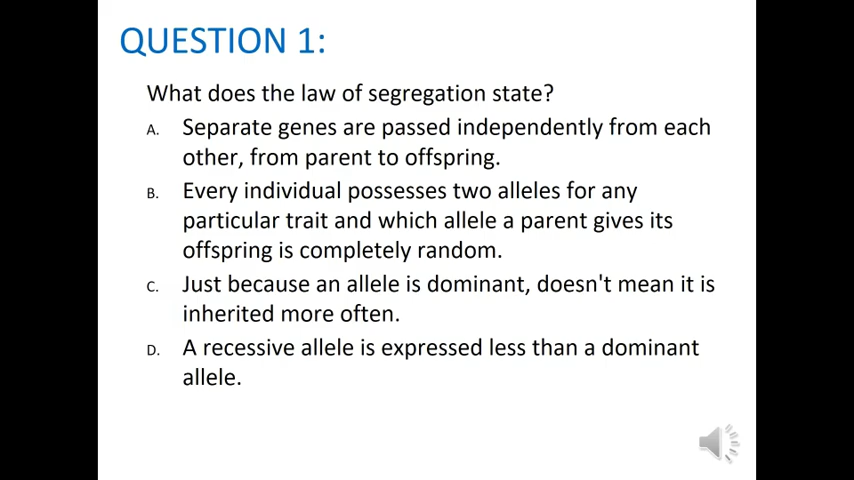 QUESTION 1:
What does the law of segregation state?
A. Separate genes are passed independently from each
other, from parent to offspring.
B. Every individual possesses two alleles for any
particular trait and which allele a parent gives its
offspring is completely random.
C. Just because an allele is dominant, doesn't mean it is
inherited more often.
D. A recessive allele is expressed less than a dominant
allele.